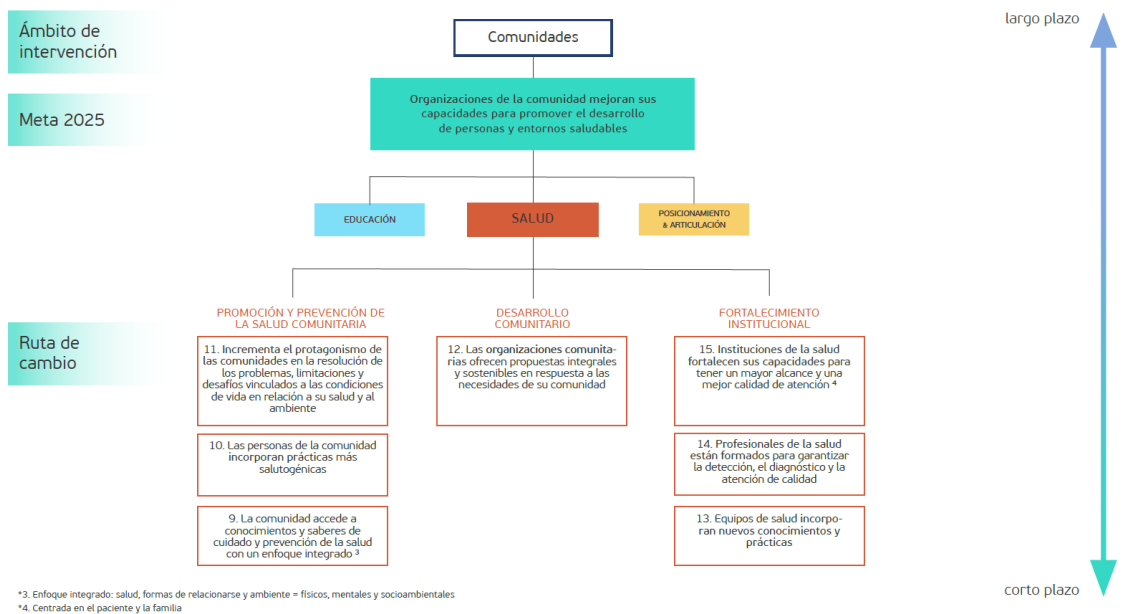 Ámbito de
intervención
Comunidades
largo plazo
Meta 2025
Organizaciones de la comunidad mejoran sus
capacidades para promover el desarrollo
de personas y entornos saludables
EDUCACIÓN
SALUD
POSICIONAMIENTO
& ARTICULACIÓN
Ruta de
cambio
PROMOCIÓN Y PREVENCIÓN DE
LA SALUD COMUNITARIA
11. Incrementa el protagonismo de
las comunidades en la resolución de
los problemas, limitaciones y
desafíos vinculados a las condiciones
de vida en relación a su salud y al
ambiente
10. Las personas de la comunidad
incorporan prácticas más
salutogénicas
9. La comunidad accede a
conocimientos y saberes de
cuidado y prevención de la salud
con un enfoque integrado ³
DESARROLLO
COMUNITARIO
12. Las organizaciones comunita-
rias ofrecen propuestas integrales
y sostenibles en respuesta a las
necesidades de su comunidad
FORTALECIMIENTO
INSTITUCIONAL
15. Instituciones de la salud
fortalecen sus capacidades para
tener un mayor alcance y una
mejor calidad de atención ⁴
14. Profesionales de la salud
están formados para garantizar
la detección, el diagnóstico y la
atención de calidad
13. Equipos de salud incorpo-
ran nuevos conocimientos y
prácticas
corto plazo
*3. Enfoque integrado: salud, formas de relacionarse y ambiente = físicos, mentales y socioambientales
*4. Centrada en el paciente y la familia